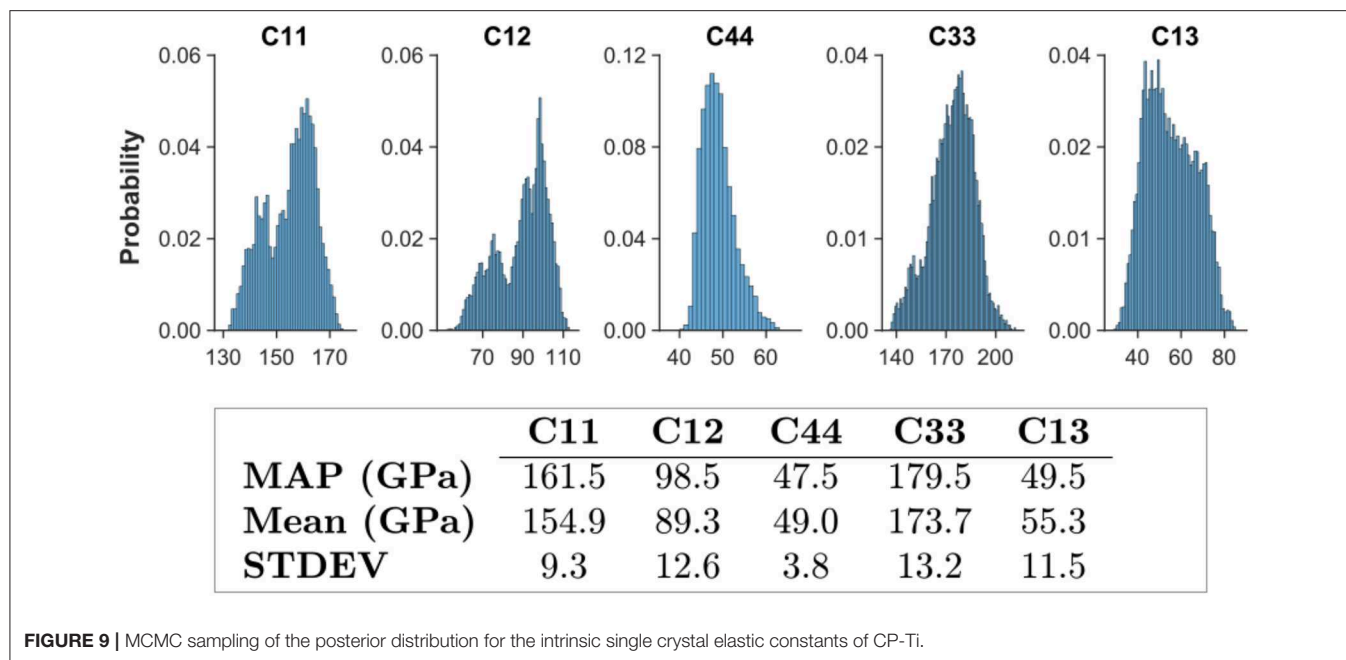 C11 C12 C44 C33 C13
Probability
0.06 0.04 0.02 0.00
130 150 170
0.06 0.04 0.02 0.00
70 90 110
0.12 0.08 0.04 0.00
40 50 60
0.04 0.02 0.01 0.00
140 170 200
0.04 0.02 0.01 0.00
40 60 80
C11 C12 C44 C33 C13
MAP (GPa) 161.5 98.5 47.5 179.5 49.5
Mean (GPa) 154.9 89.3 49.0 173.7 55.3
STDEV 9.3 12.6 3.8 13.2 11.5
FIGURE 9 | MCMC sampling of the posterior distribution for the intrinsic single crystal elastic constants of CP-Ti.